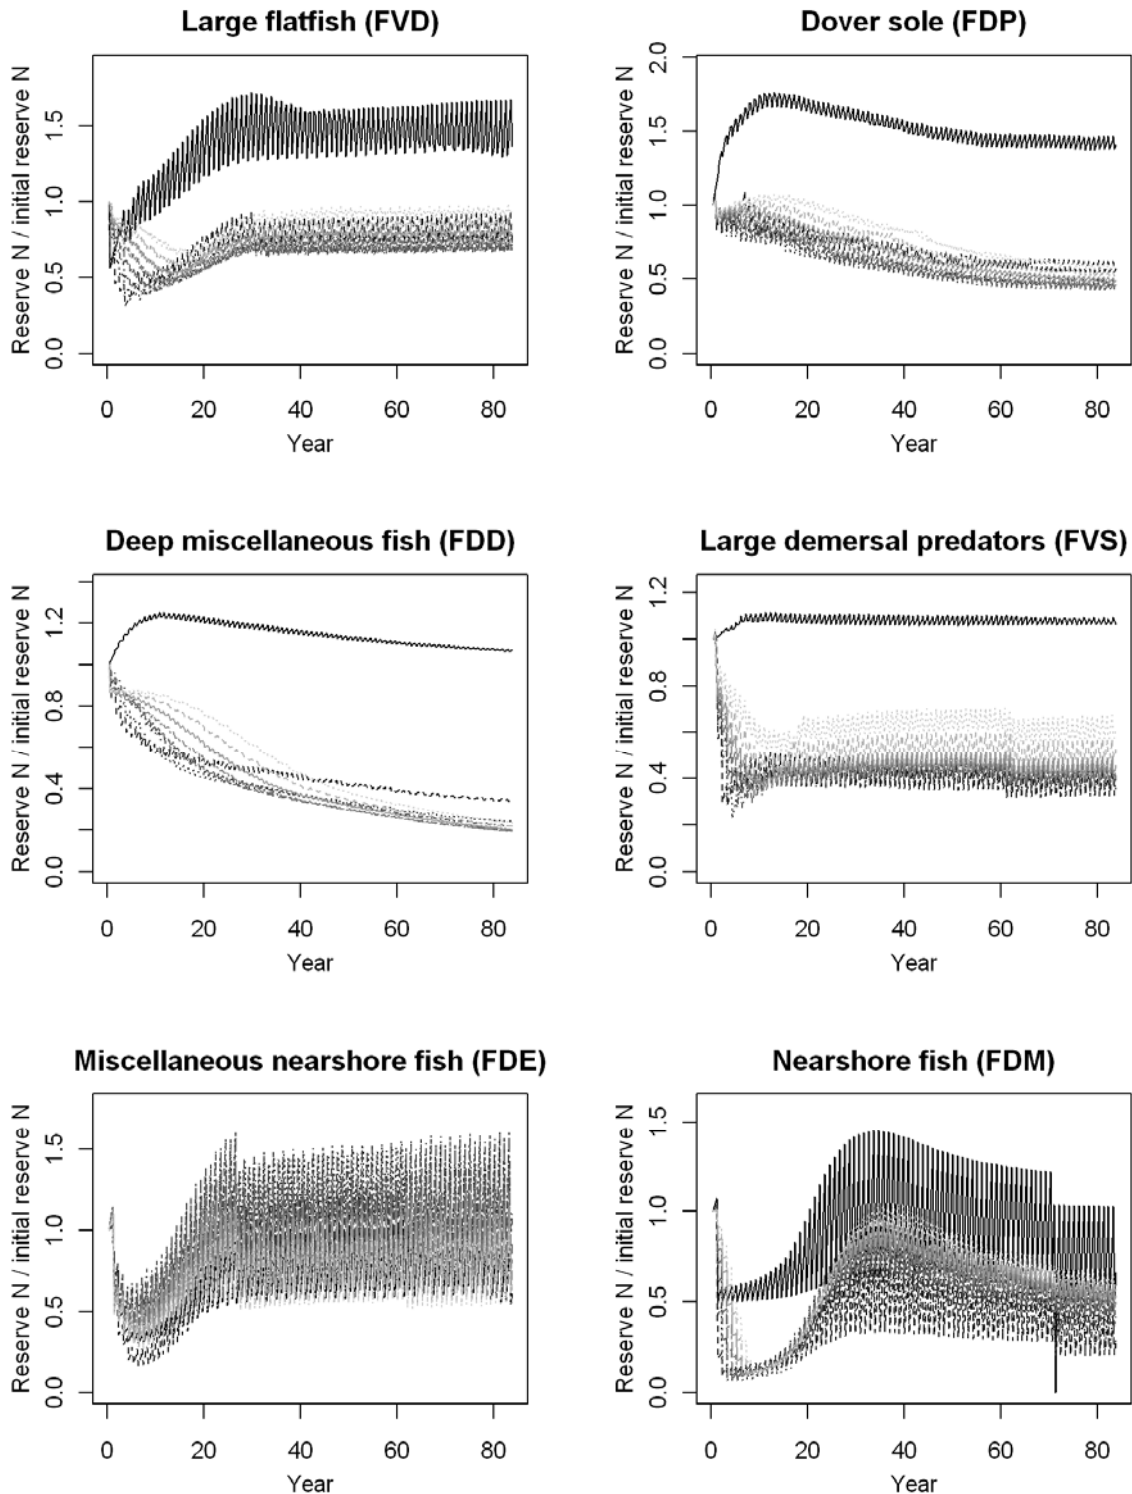 Large flatfish (FVD)
Reserve N / initial reserve N
0.0 0.5 1.0 1.5
0 20 40 60 80
Year
Dover sole (FDP)
Reserve N / initial reserve N
0.0 0.5 1.0 1.5 2.0
0 20 40 60 80
Year
Deep miscellaneous fish (FDD)
Reserve N / initial reserve N
0.0 0.4 0.8 1.2
0 20 40 60 80
Year
Large demersal predators (FVS)
Reserve N / initial reserve N
0.0 0.4 0.8 1.2
0 20 40 60 80
Year
Miscellaneous nearshore fish (FDE)
Reserve N / initial reserve N
0.0 0.5 1.0 1.5
0 20 40 60 80
Year
Nearshore fish (FDM)
Reserve N / initial reserve N
0.0 0.5 1.0 1.5
0 20 40 60 80
Year